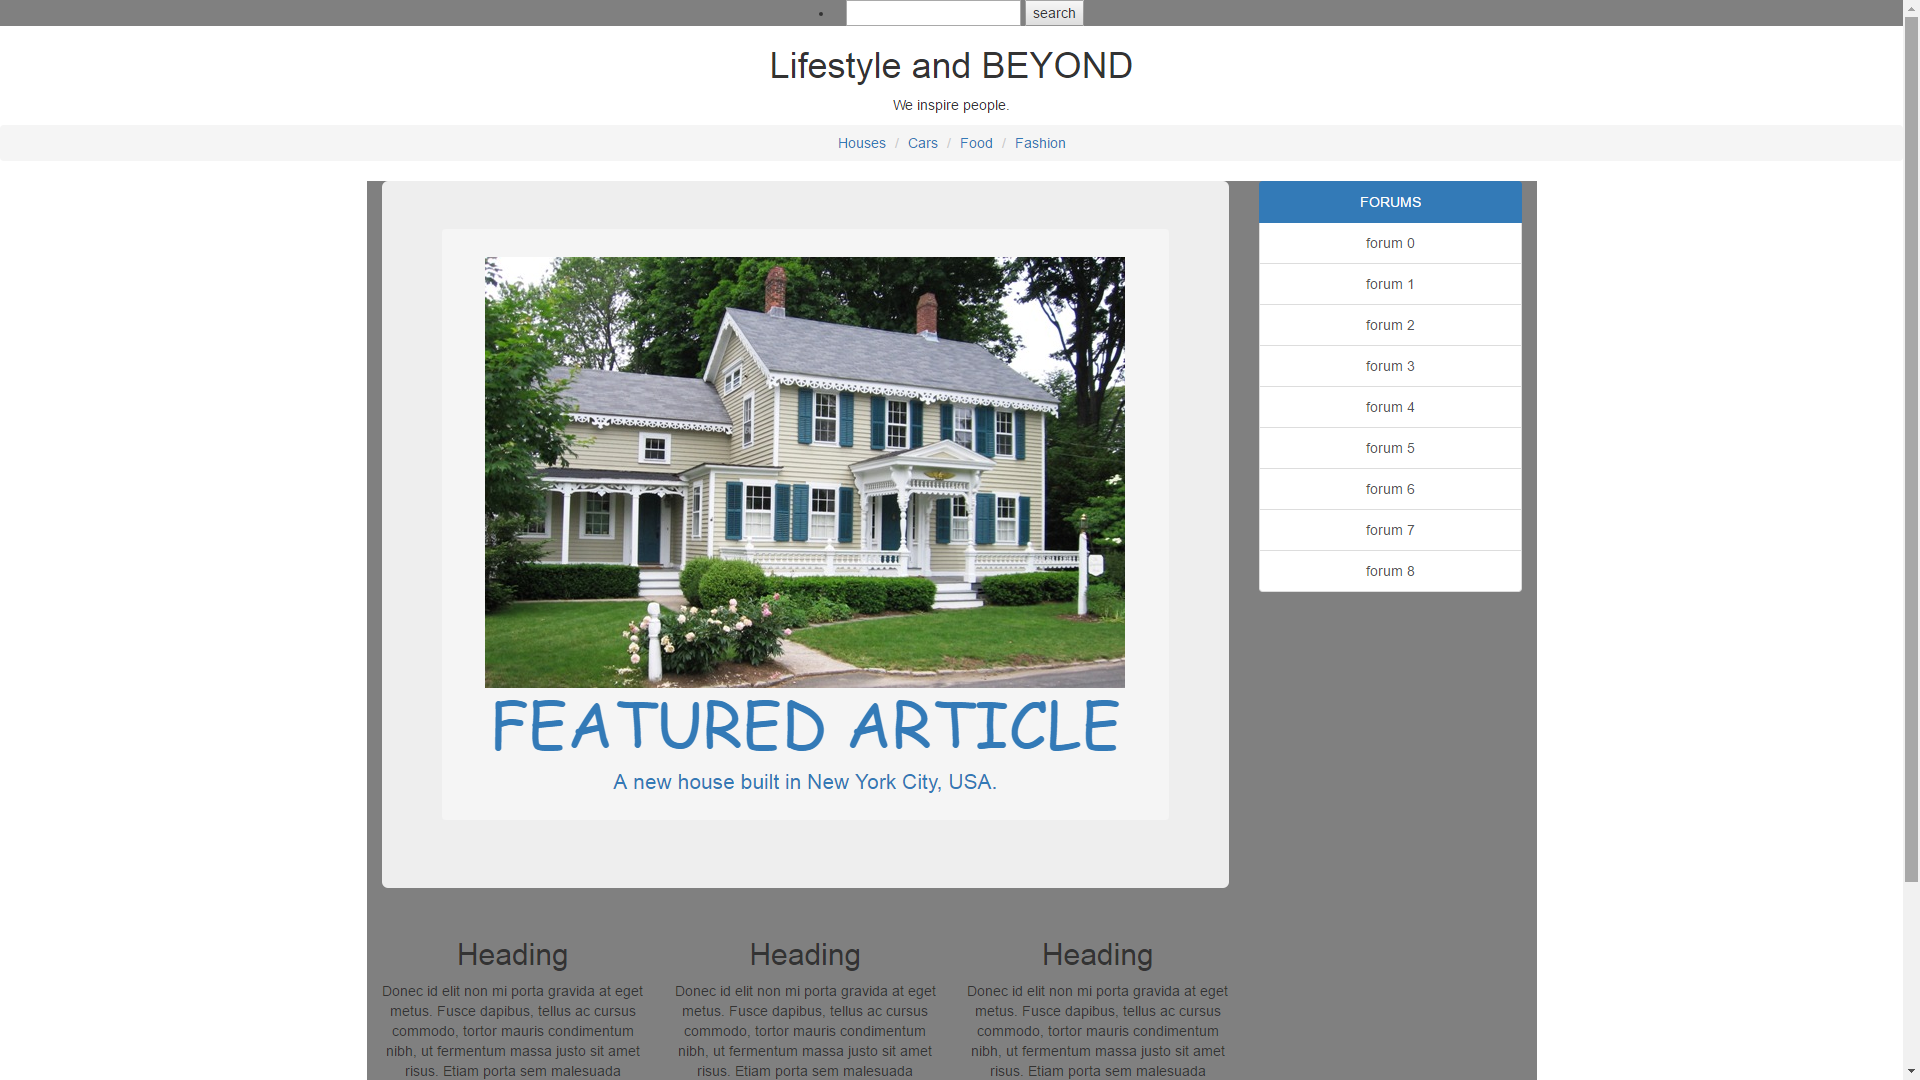 search
Lifestyle and BEYOND
We inspire people.
Houses / Cars / Food / Fashion
FEATURED ARTICLE
A new house built in New York City, USA.
FORUMS
forum 0
forum 1
forum 2
forum 3
forum 4
forum 5
forum 6
forum 7
forum 8
Heading
Donec id elit non mi porta gravida at eget
metus. Fusce dapibus, tellus ac cursus
commodo, tortor mauris condimentum
nibh, ut fermentum massa justo sit amet
risus. Etiam porta sem malesuada
Heading
Donec id elit non mi porta gravida at eget
metus. Fusce dapibus, tellus ac cursus
commodo, tortor mauris condimentum
nibh, ut fermentum massa justo sit amet
risus. Etiam porta sem malesuada
Heading
Donec id elit non mi porta gravida at eget
metus. Fusce dapibus, tellus ac cursus
commodo, tortor mauris condimentum
nibh, ut fermentum massa justo sit amet
risus. Etiam porta sem malesuada